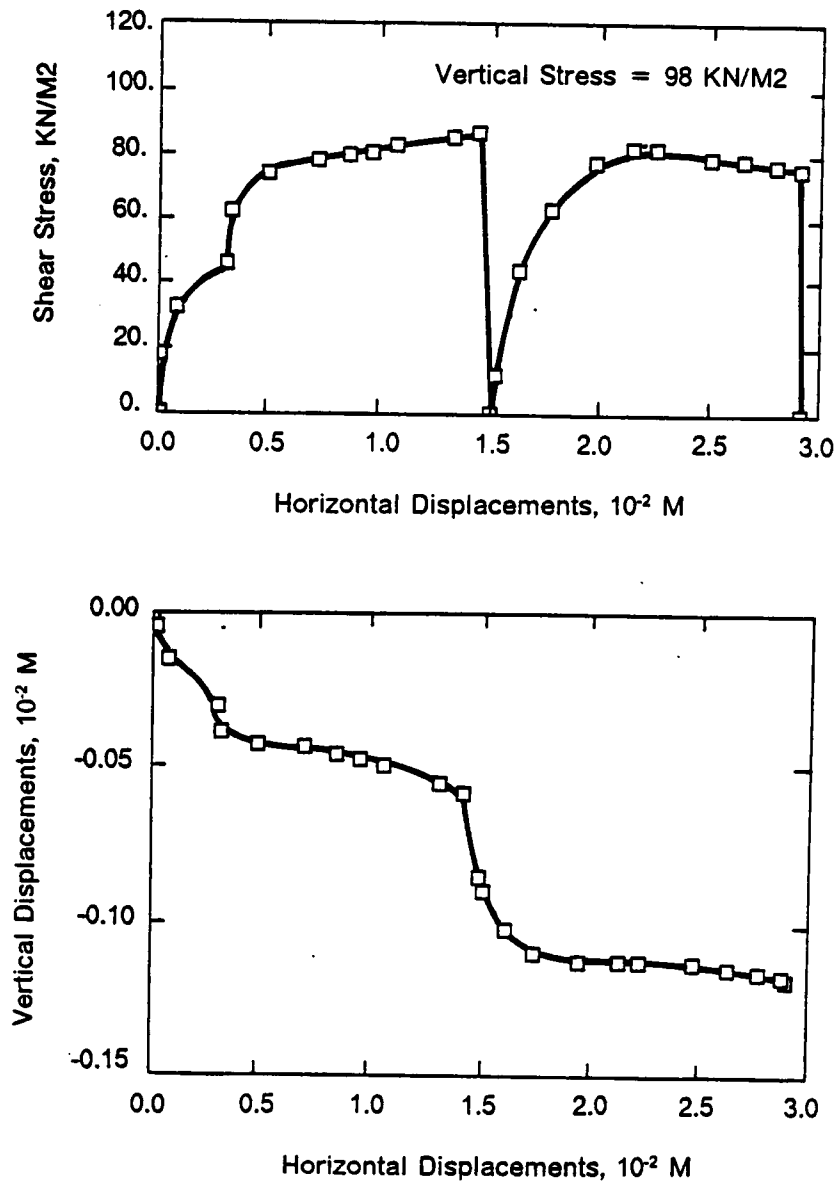 120.
100.
80.
60.
40.
20.
0.
Shear Stress, KN/M2
Vertical Stress = 98 KN/M2
0.0 0.5 1.0 1.5 2.0 2.5 3.0
Horizontal Displacements, 10⁻² M
0.00
-0.05
-0.10
-0.15
Vertical Displacements, 10⁻² M
0.0 0.5 1.0 1.5 2.0 2.5 3.0
Horizontal Displacements, 10⁻² M